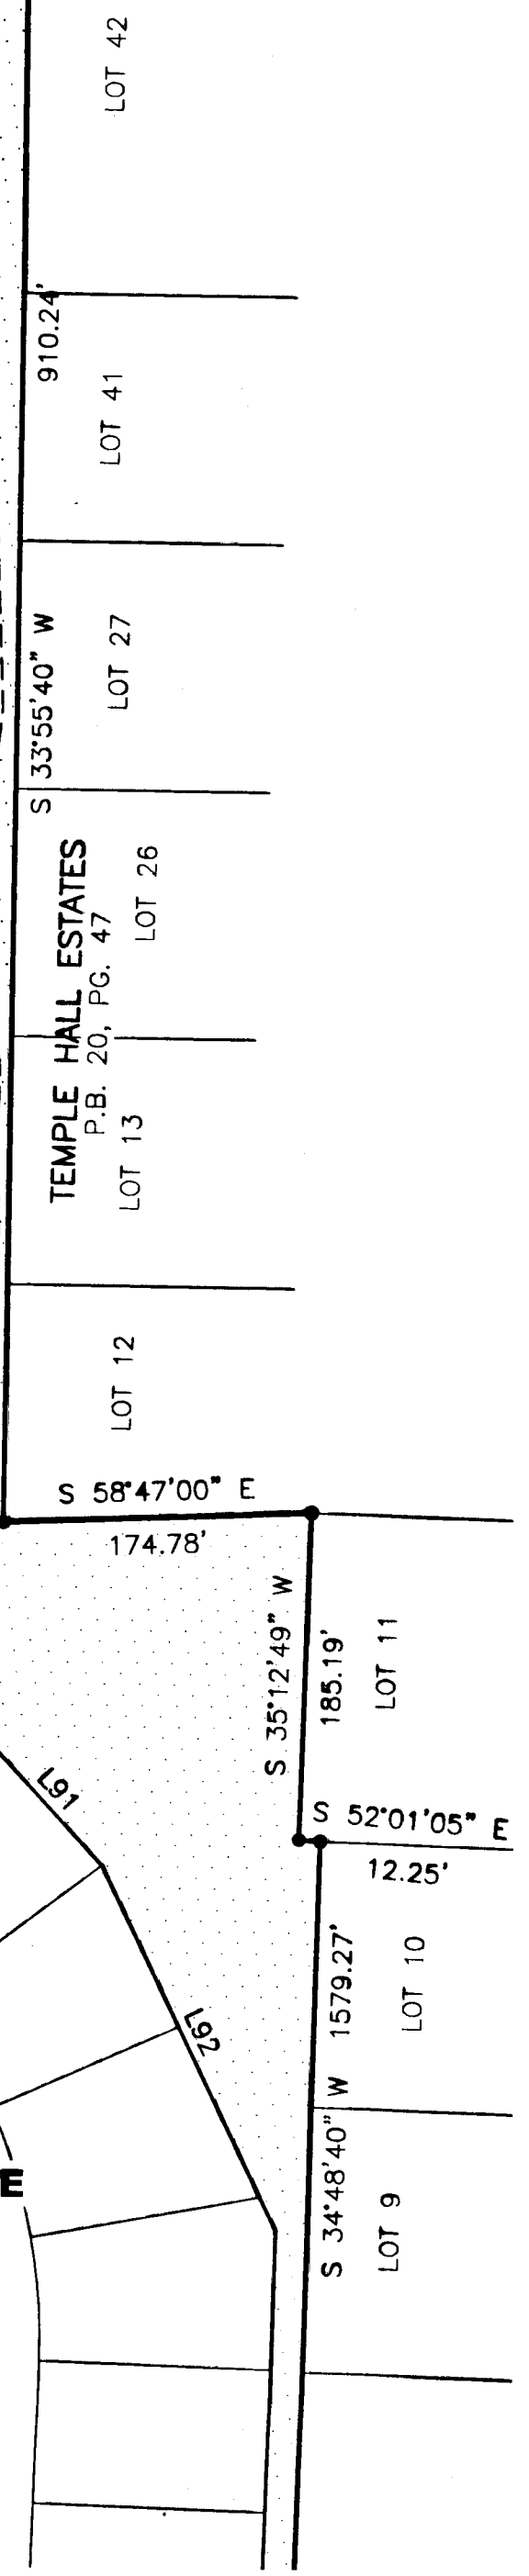 LOT 42
910.24'
LOT 41
S 33°55'40" W
LOT 27
TEMPLE HALL ESTATES
P.B. 20, PG. 47
LOT 26
LOT 13
LOT 12
S 58°47'00" E
174.78'
S 35°12'49" W
185.19'
LOT 11
L91
S 52°01'05" E
12.25'
1579.27'
LOT 10
L92
S 34°48'40" W
LOT 9
E